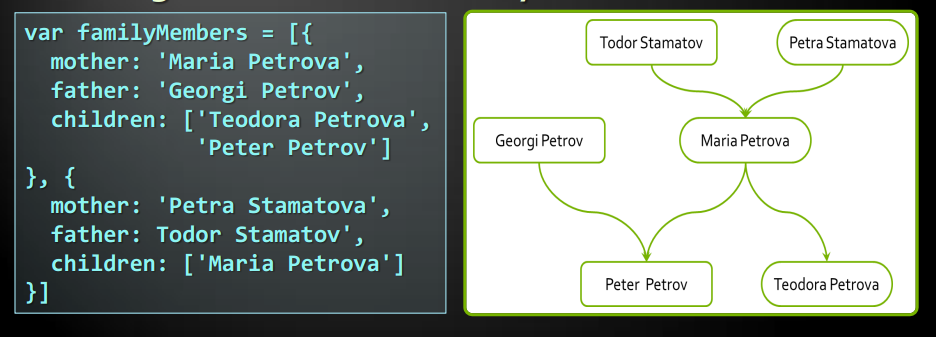 var familyMembers = [{
mother: 'Maria Petrova',
father: 'Georgi Petrov',
children: ['Teodora Petrova',
'Peter Petrov']
}, {
mother: 'Petra Stamatova',
father: Todor Stamatov',
children: ['Maria Petrova']
}]
Todor Stamatov
Petra Stamatova
Georgi Petrov
Maria Petrova
Peter Petrov
Teodora Petrova